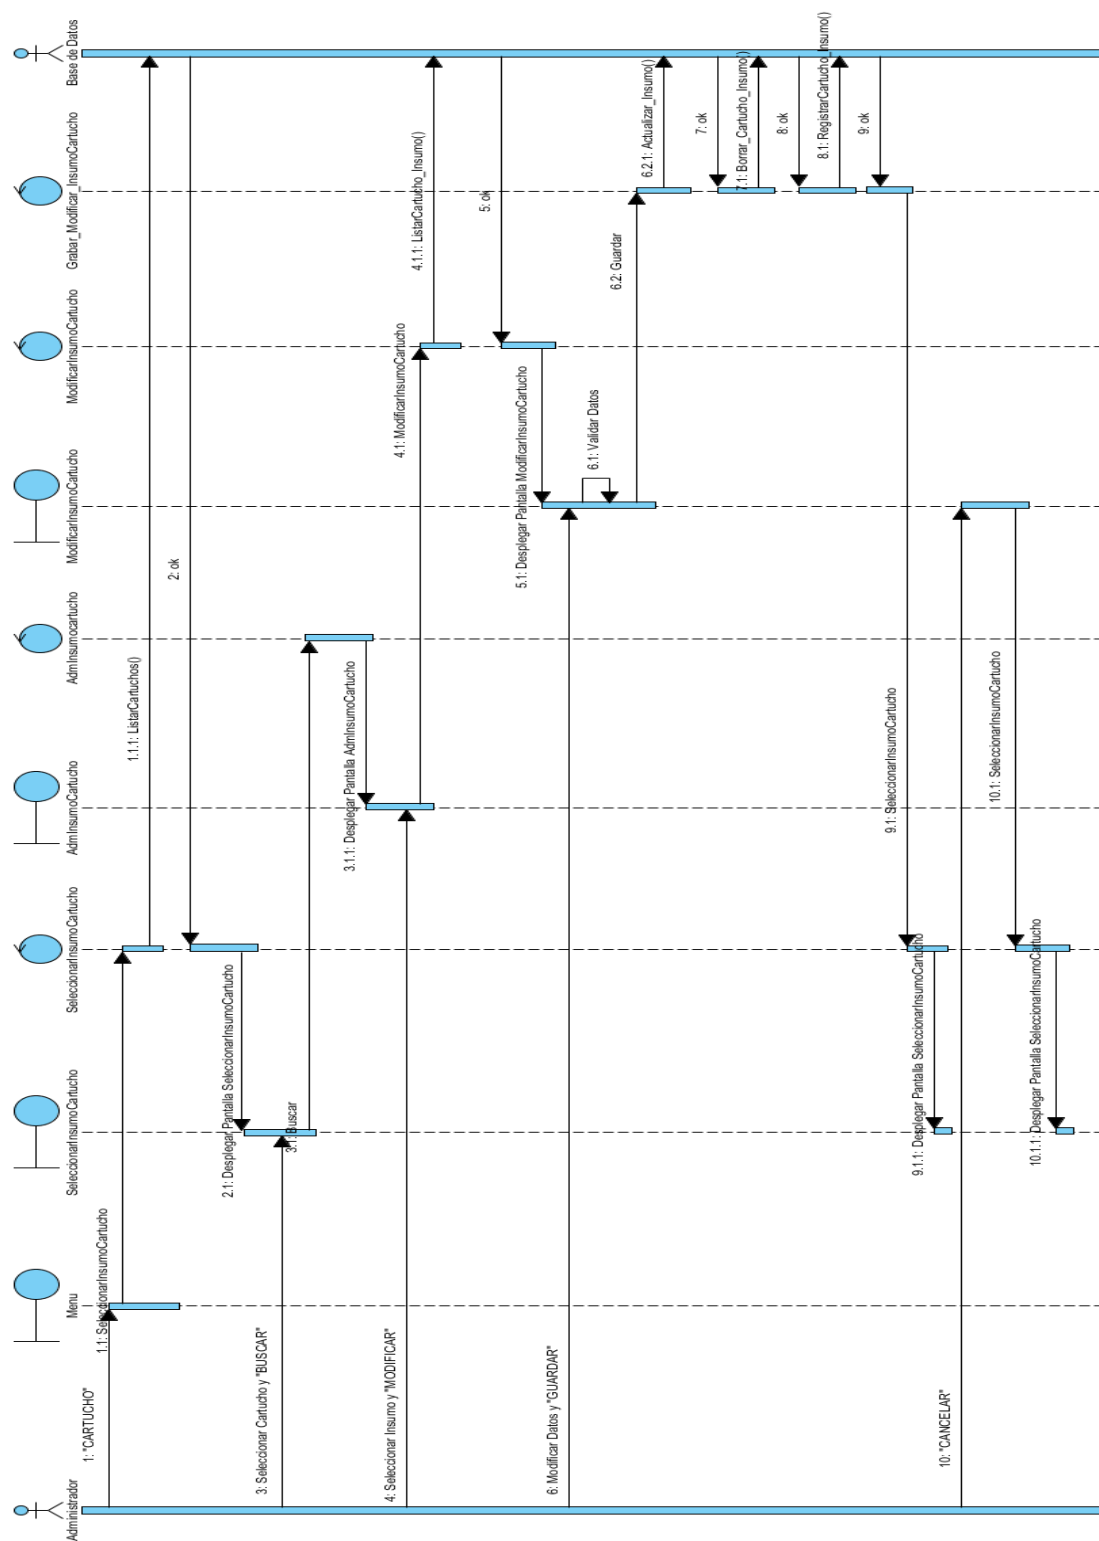 Administrador
Menu
SeleccionarInsumoCartucho
SeleccionarInsumoCartucho
AdmInsumoCartucho
AdmInsumocartucho
ModificarInsumoCartucho
ModificarInsumoCartucho
Grabar_Modificar_InsumoCartucho
Base de Datos
1: "CARTUCHO"
1.1: SeleccionarInsumoCartucho
1.1.1: ListarCartuchos()
2: ok
2.1: Desplegar Pantalla SeleccionarInsumoCartucho
3: Seleccionar Cartucho y "BUSCAR"
3.1: Buscar
3.1.1: Desplegar Pantalla AdmInsumoCartucho
4: Seleccionar Insumo y "MODIFICAR"
4.1: ModificarInsumoCartucho
4.1.1: ListarCartucho_Insumo()
5: ok
5.1: Desplegar Pantalla ModificarInsumoCartucho
6: Modificar Datos y "GUARDAR"
6.1: Validar Datos
6.2: Guardar
6.2.1: Actualizar_Insumo()
7: ok
7.1: Borrar_Cartucho_Insumo()
8: ok
8.1: RegistrarCartucho_Insumo()
9: ok
9.1: SeleccionarInsumoCartucho
9.1.1: Desplegar Pantalla SeleccionarInsumoCartucho
10: "CANCELAR"
10.1: SeleccionarInsumoCartucho
10.1.1: Desplegar Pantalla SeleccionarInsumoCartucho